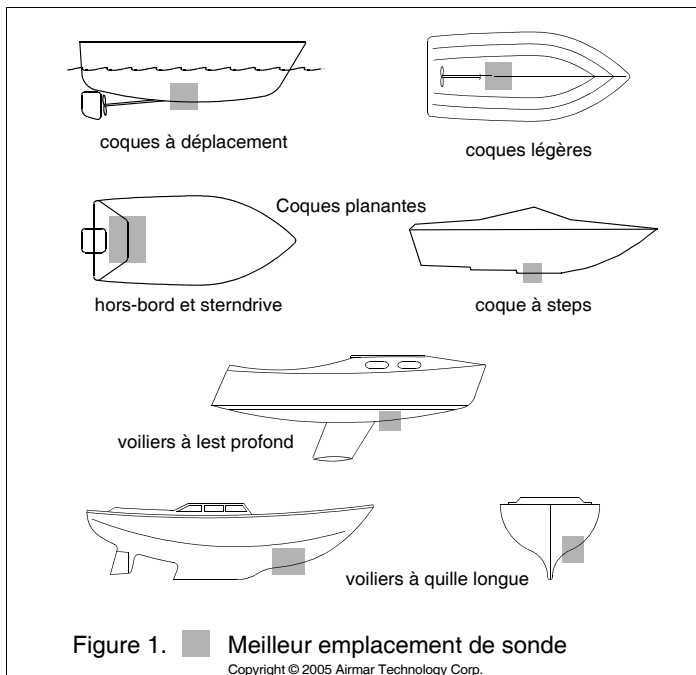 coques à déplacement
coques légères
Coques planantes
hors-bord et sterndrive
coque à steps
voiliers à lest profond
voiliers à quille longue
Figure 1. Meilleur emplacement de sonde
Copyright © 2005 Airmar Technology Corp.